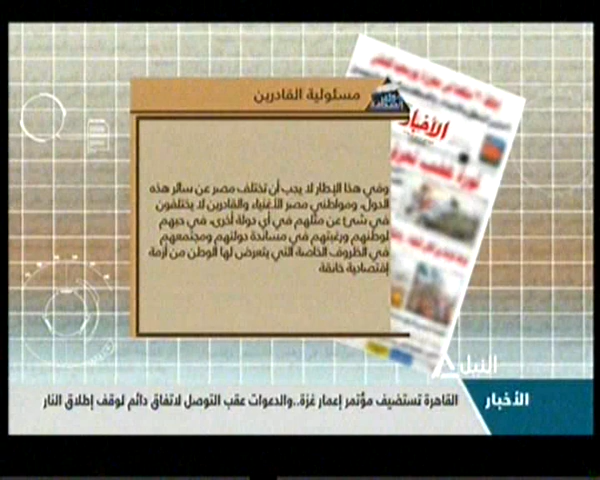 مسئولية القادرين
الأخبار
وفي هذا الإطار لا يجب أن تختلف مصر عن سائر هذه
الدول، ومواطني مصر الأغنياء والقادرين لا يختلفون
في شئ عن مثلهم في أي دولة أخرى، في حبهم
لوطنهم ورغبتهم في مساندة دولتهم ومجتمعهم
في الظروف الخاصة التي يتعرض لها الوطن من أزمة
إقتصادية خانقة
النيل
الأخبار
القاهرة تستضيف مؤتمر إعمار غزة..والدعوات عقب التوصل لاتفاق دائم لوقف إطلاق النار